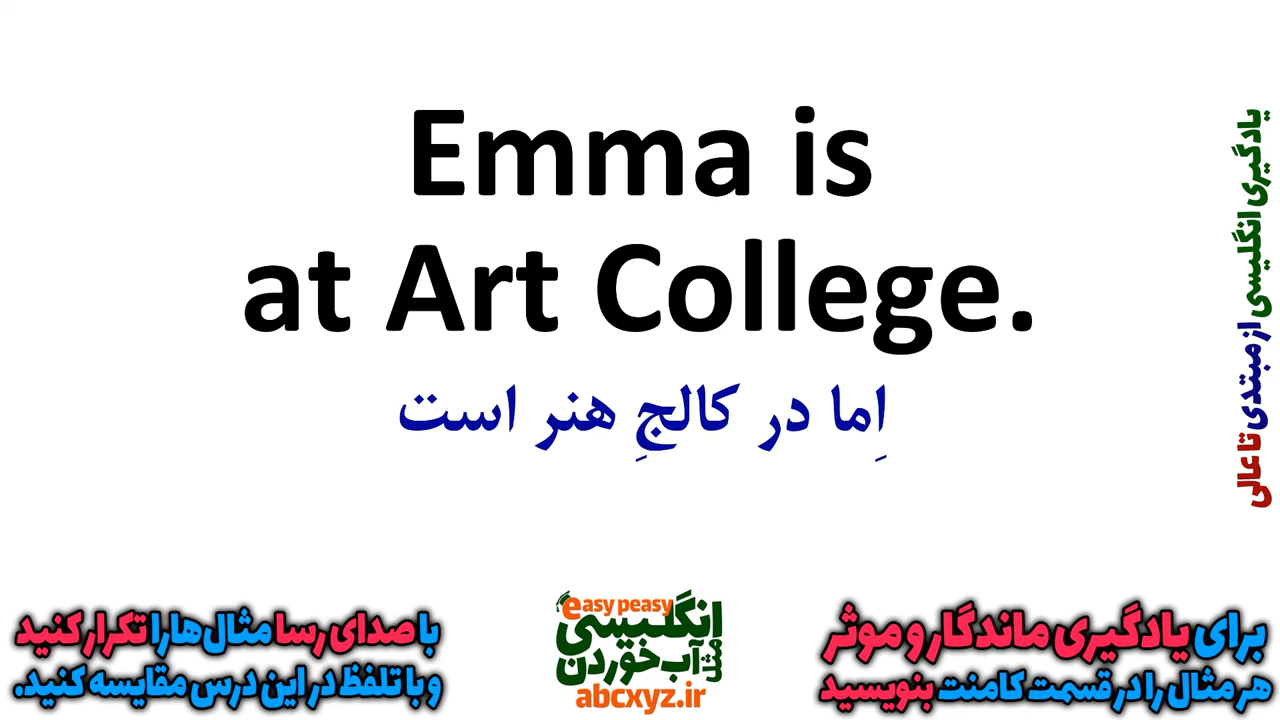 Emma is
at Art College.
اِما در کالجِ هنر است
یادگیری انگلیسی از مبتدی تا عالی
برای یادگیری ماندگار و موثر
هر مثال را در قسمت کامنت بنویسید
easy peasy
انگلیسی
مثل
آب خوردن
abcxyz.ir
با صدای رسا مثال‌ها را تکرار کنید
و با تلفظ در این درس مقایسه کنید.